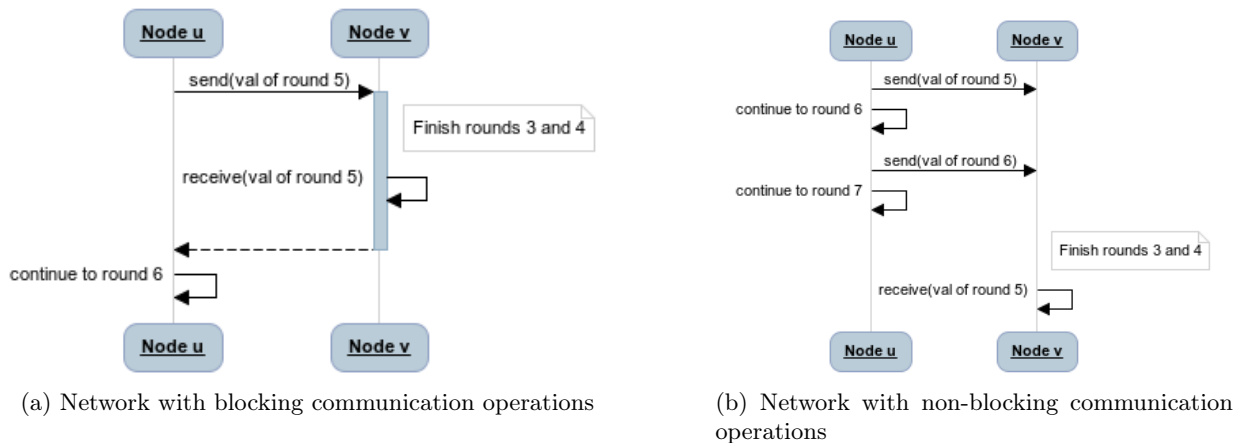 Node u
Node v
send(val of round 5)
Finish rounds 3 and 4
receive(val of round 5)
continue to round 6
Node u
Node v
(a) Network with blocking communication operations
Node u
Node v
send(val of round 5)
continue to round 6
send(val of round 6)
continue to round 7
Finish rounds 3 and 4
receive(val of round 5)
Node u
Node v
(b) Network with non-blocking communication
operations